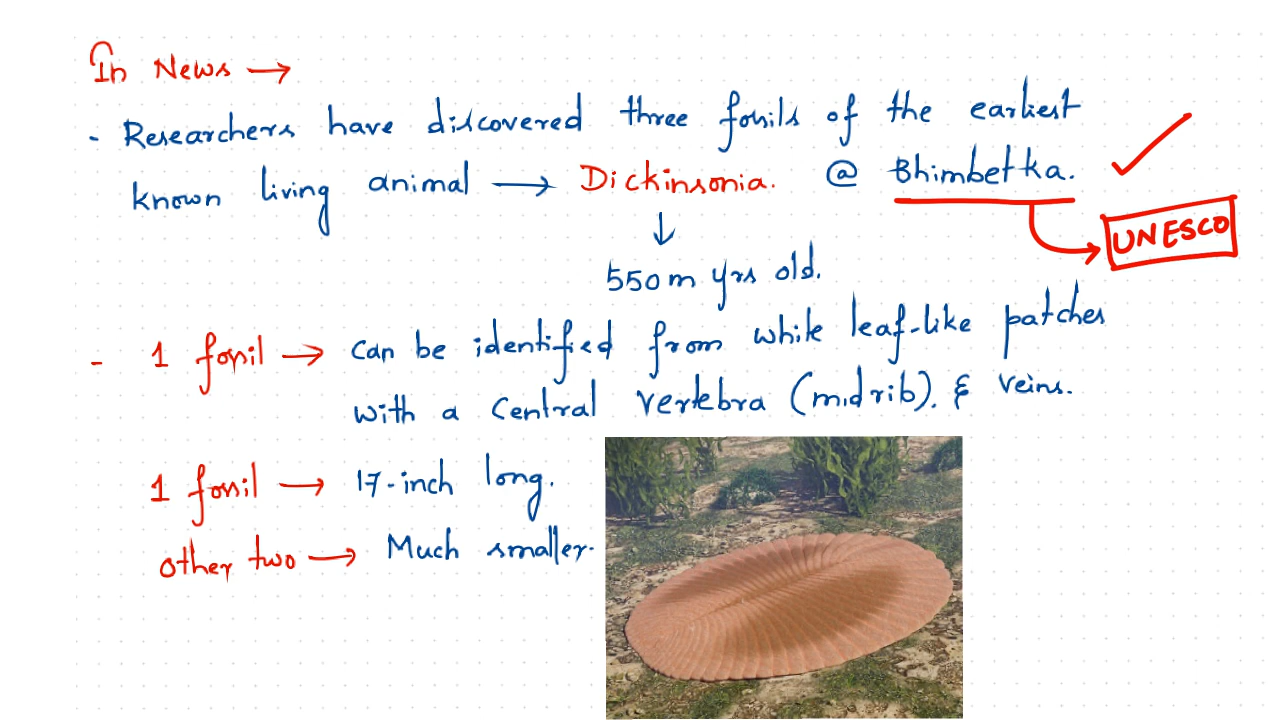 In News →
- Researchers have discovered three fossils of the earliest
known living animal → Dickinsonia. @ Bhimbetka.
UNESCO
↓
550m yrs old.
- 1 fossil → can be identified from white leaf-like patches
with a central vertebra (midrib). & veins.
1 fossil → 17-inch long.
other two → Much smaller.